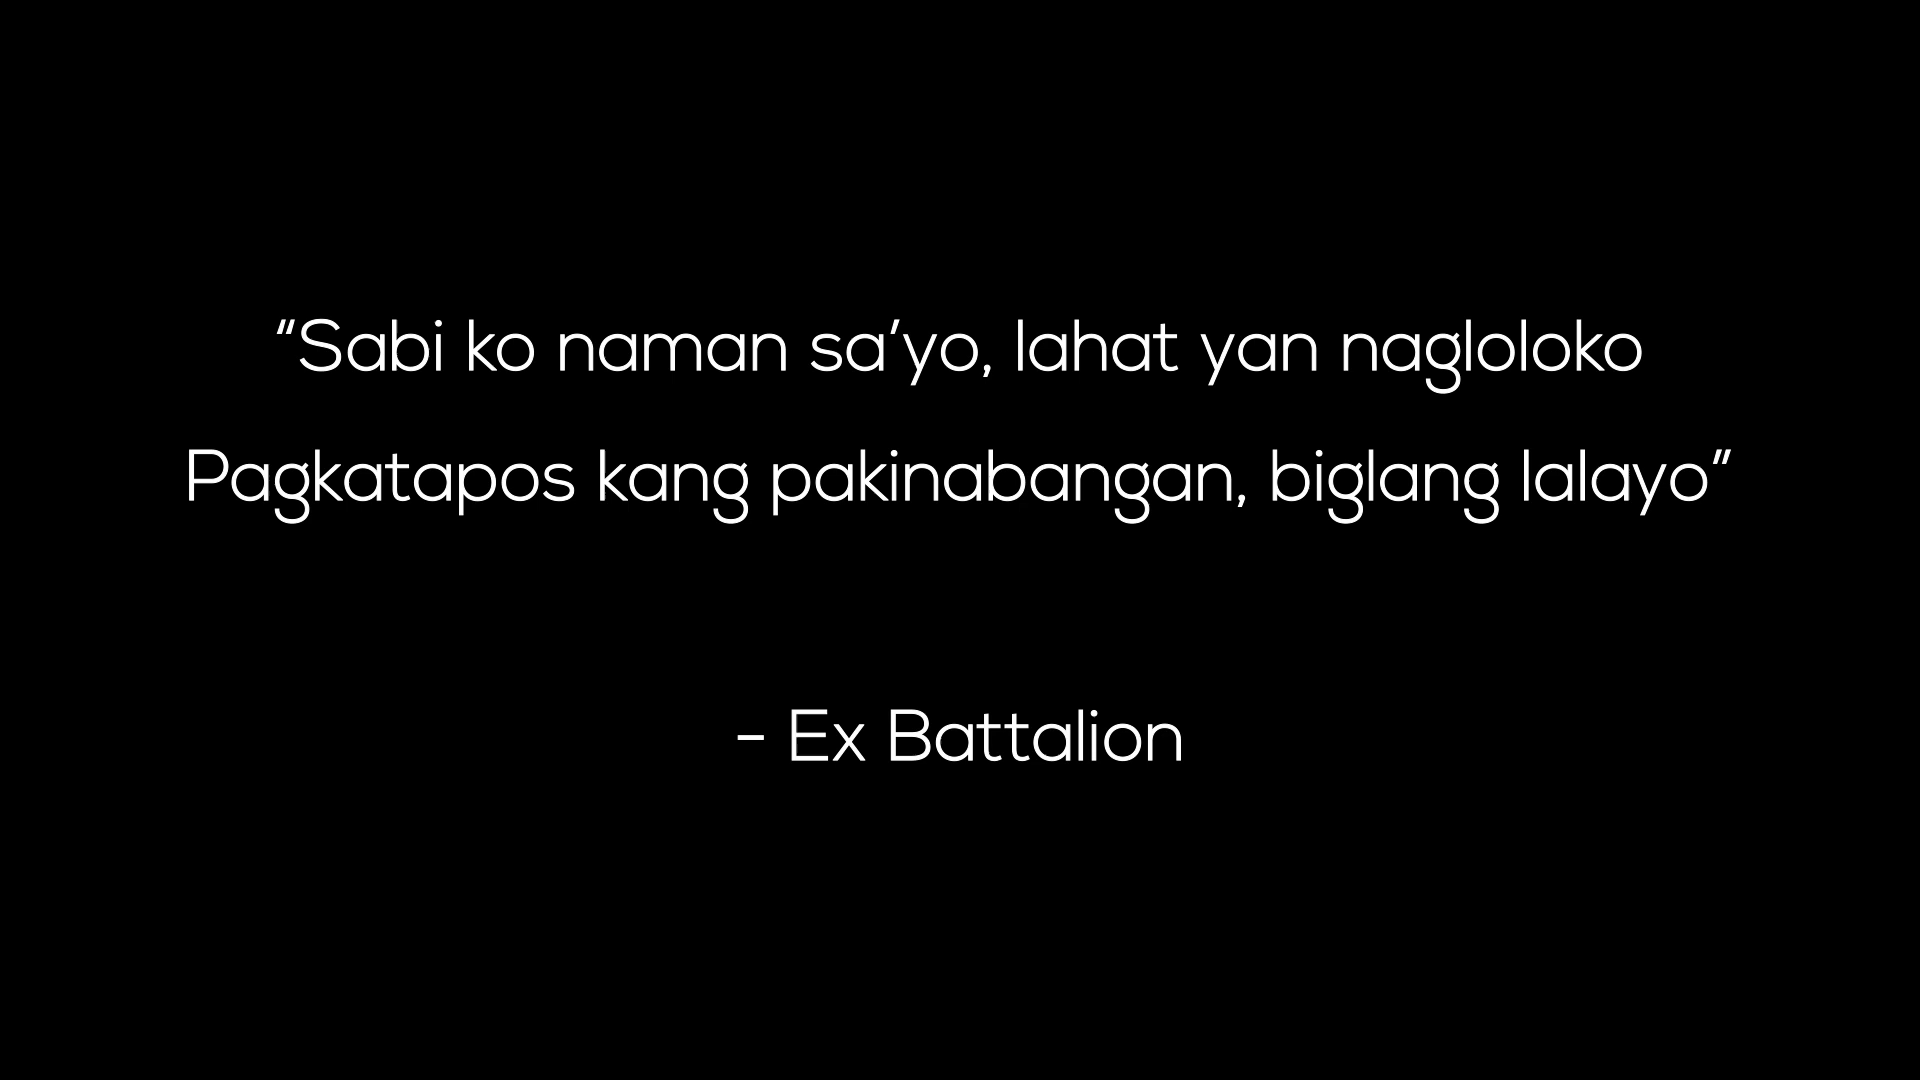 “Sabi ko naman sa’yo, lahat yan nagloloko
Pagkatapos kang pakinabangan, biglang lalayo”
- Ex Battalion